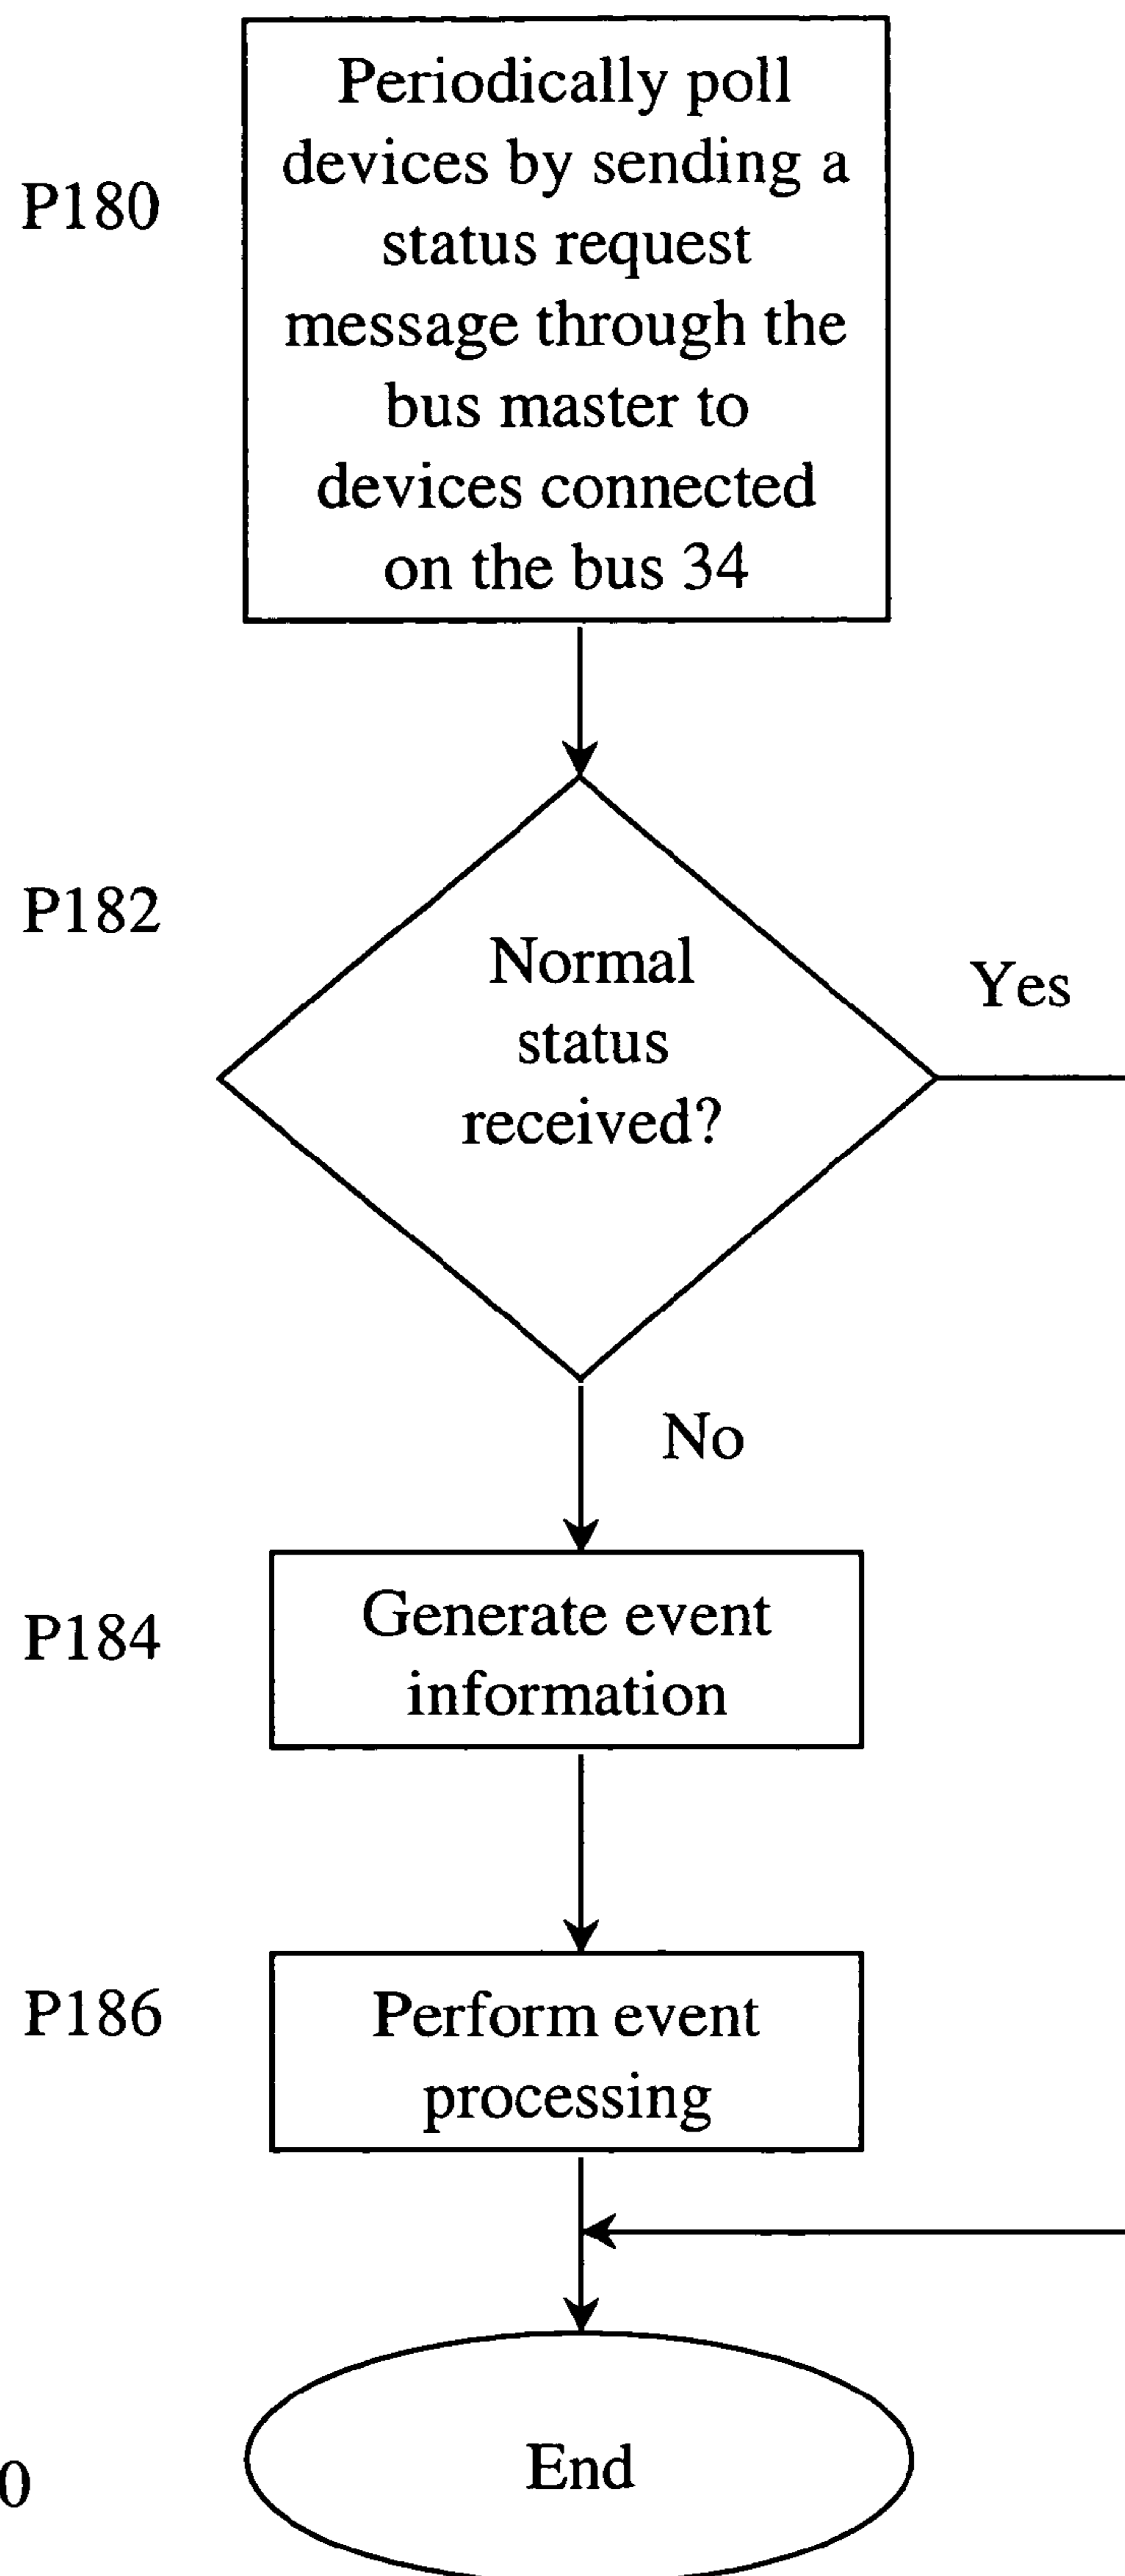 Periodically poll
devices by sending a
status request
message through the
bus master to
devices connected
on the bus 34
P180
P182
Normal
status
received?
Yes
No
P184
Generate event
information
P186
Perform event
processing
0
End